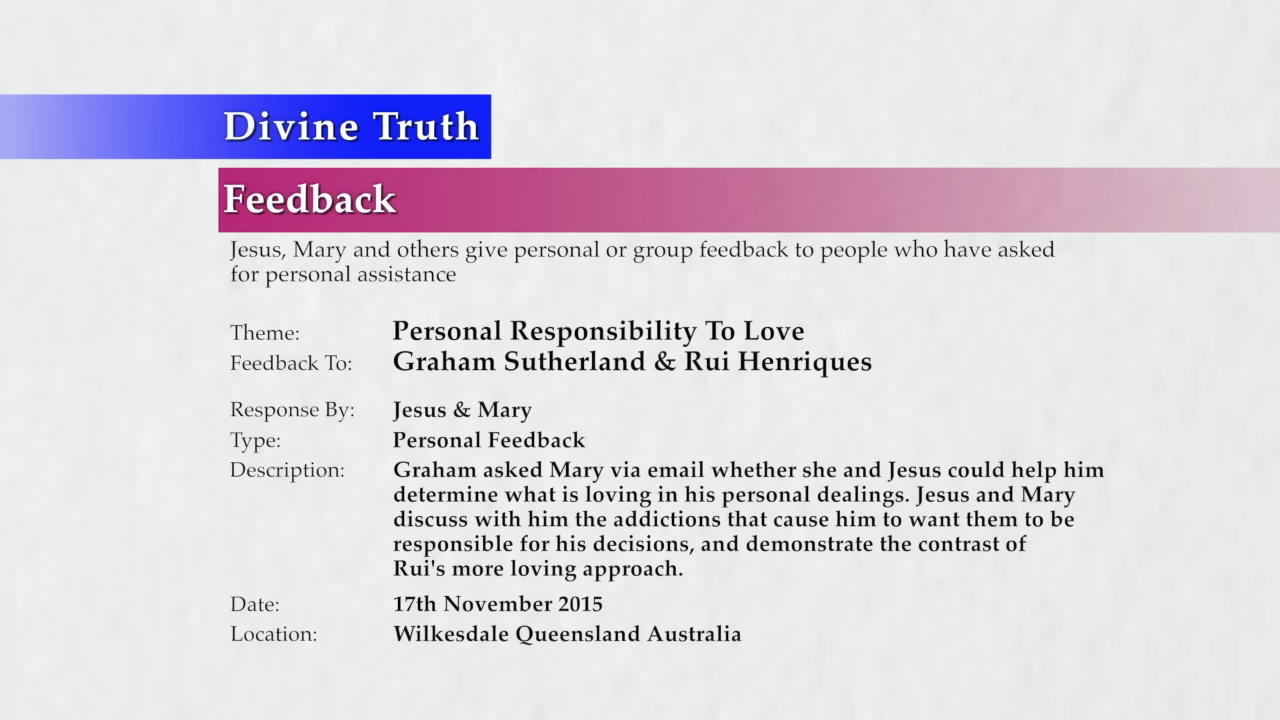 Divine Truth
Feedback
Jesus, Mary and others give personal or group feedback to people who have asked
for personal assistance
Theme: Personal Responsibility To Love
Feedback To: Graham Sutherland & Rui Henriques
Response By: Jesus & Mary
Type: Personal Feedback
Description: Graham asked Mary via email whether she and Jesus could help him
determine what is loving in his personal dealings. Jesus and Mary
discuss with him the addictions that cause him to want them to be
responsible for his decisions, and demonstrate the contrast of
Rui's more loving approach.
Date: 17th November 2015
Location: Wilkesdale Queensland Australia